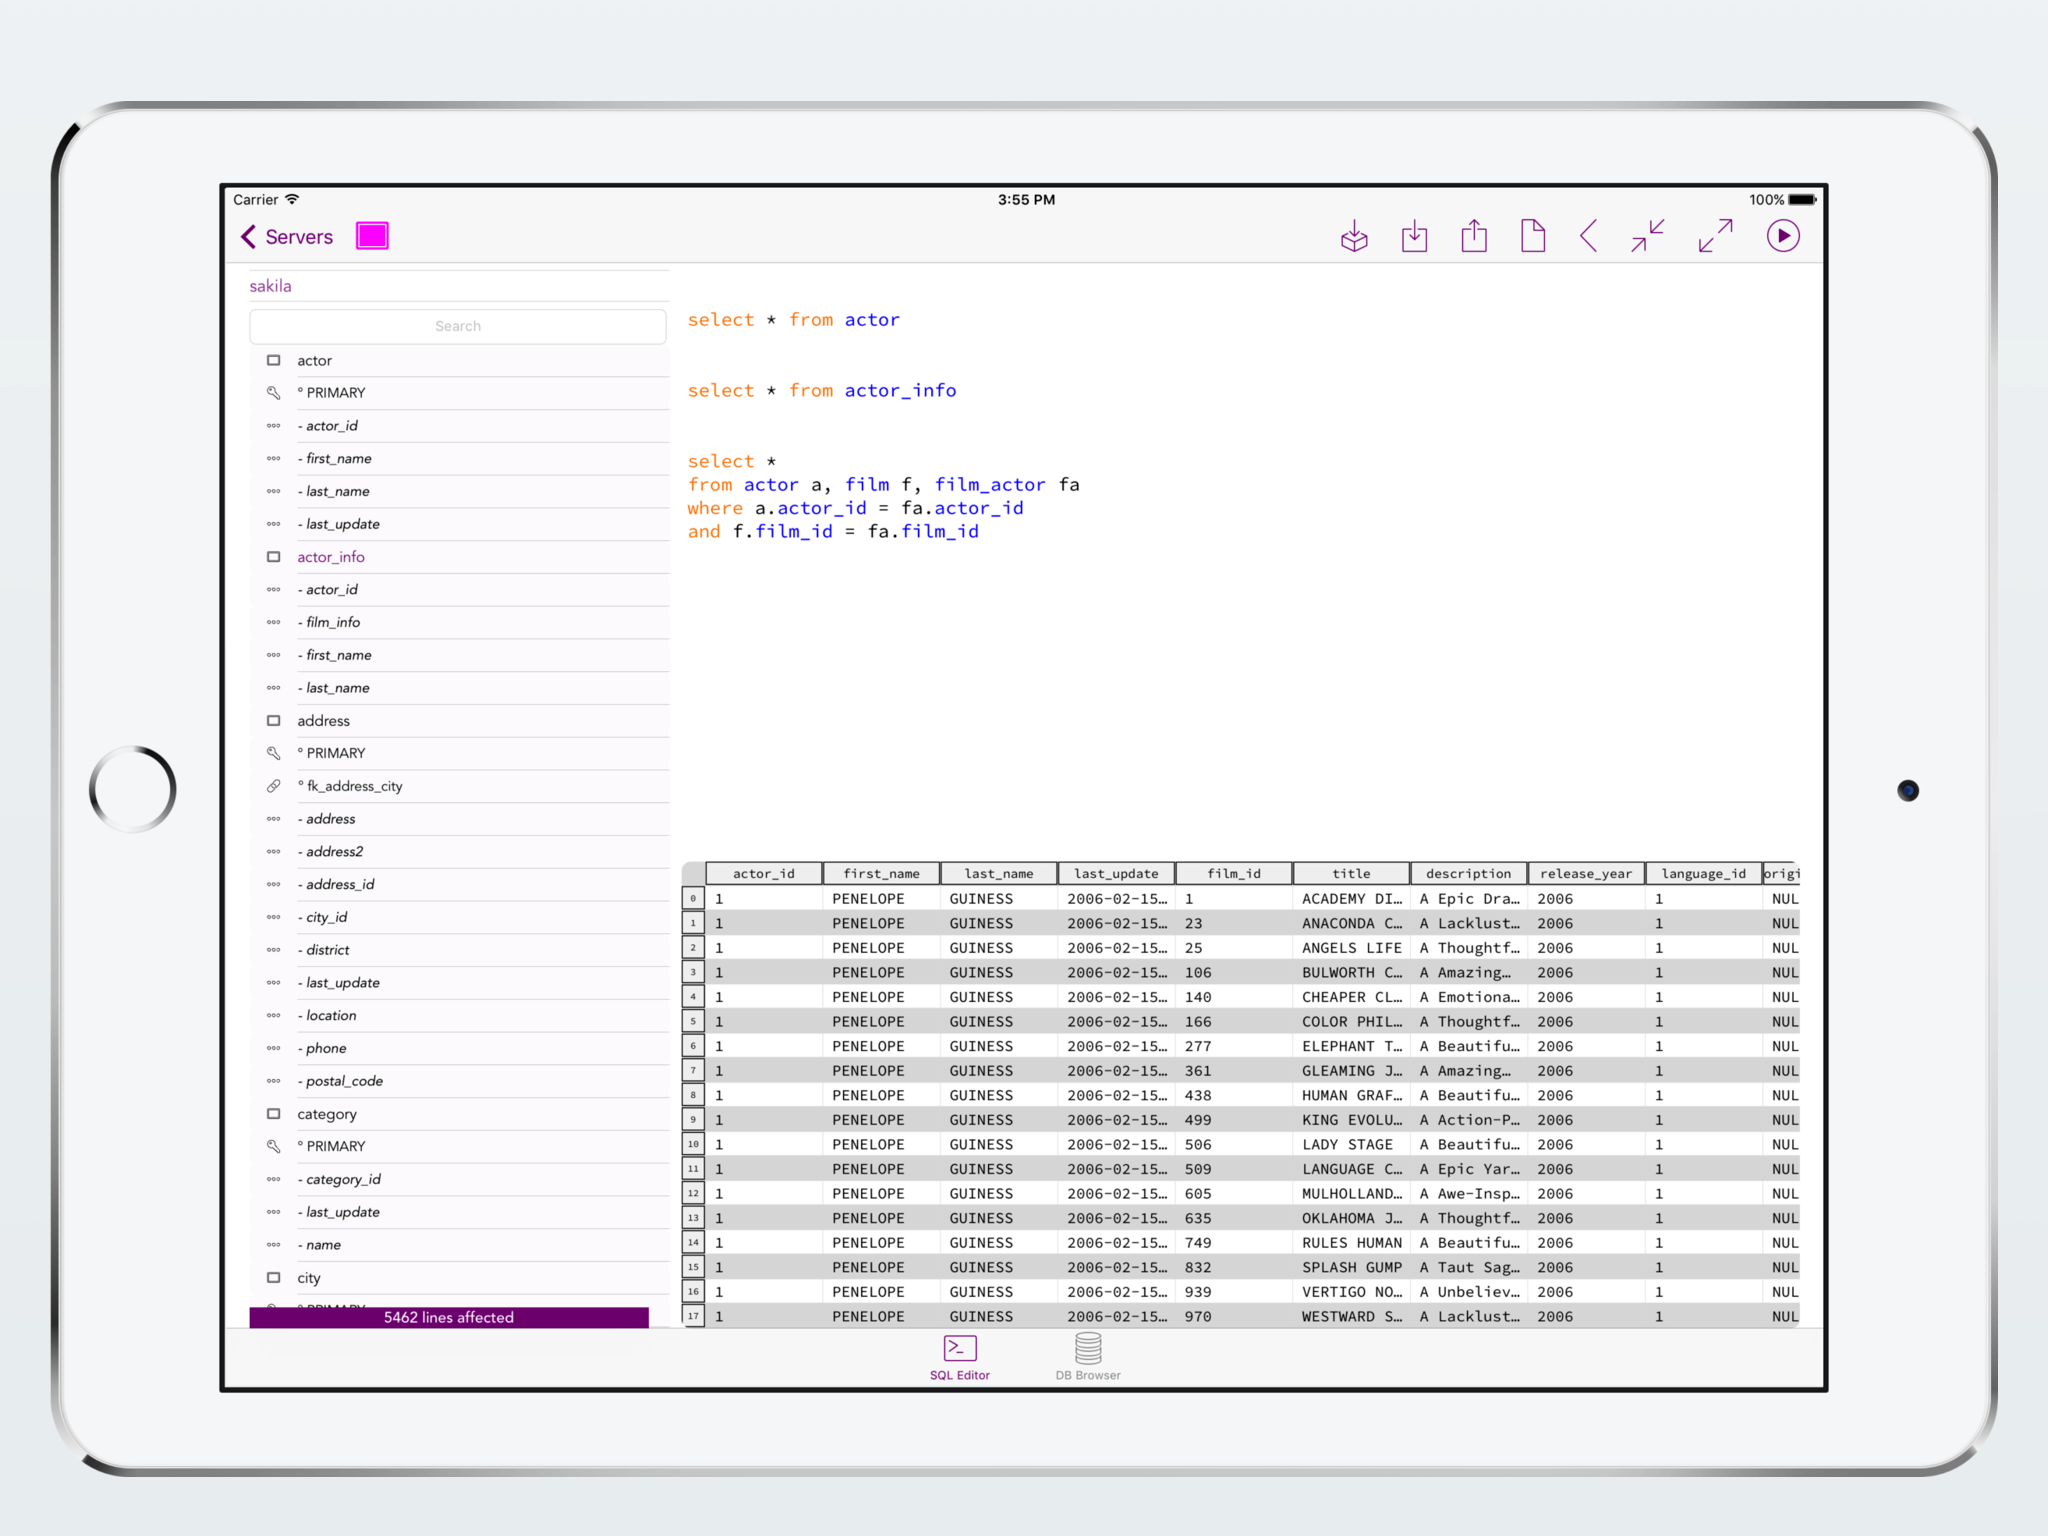 Carrier 3:55 PM 100%
Servers
sakila
Search
actor
° PRIMARY
- actor_id
- first_name
- last_name
- last_update
actor_info
- actor_id
- film_info
- first_name
- last_name
address
° PRIMARY
° fk_address_city
- address
- address2
- address_id
- city_id
- district
- last_update
- location
- phone
- postal_code
category
° PRIMARY
- category_id
- last_update
- name
city
° PRIMARY
5462 lines affected
select * from actor
select * from actor_info
select *
from actor a, film f, film_actor fa
where a.actor_id = fa.actor_id
and f.film_id = fa.film_id
actor_id first_name last_name last_update film_id title description release_year language_id origi
0 1 PENELOPE GUINESS 2006-02-15… 1 ACADEMY DI… A Epic Dra… 2006 1 NUL
1 1 PENELOPE GUINESS 2006-02-15… 23 ANACONDA C… A Lacklust… 2006 1 NUL
2 1 PENELOPE GUINESS 2006-02-15… 25 ANGELS LIFE A Thoughtf… 2006 1 NUL
3 1 PENELOPE GUINESS 2006-02-15… 106 BULWORTH C… A Amazing… 2006 1 NUL
4 1 PENELOPE GUINESS 2006-02-15… 140 CHEAPER CL… A Emotiona… 2006 1 NUL
5 1 PENELOPE GUINESS 2006-02-15… 166 COLOR PHIL… A Thoughtf… 2006 1 NUL
6 1 PENELOPE GUINESS 2006-02-15… 277 ELEPHANT T… A Beautifu… 2006 1 NUL
7 1 PENELOPE GUINESS 2006-02-15… 361 GLEAMING J… A Amazing… 2006 1 NUL
8 1 PENELOPE GUINESS 2006-02-15… 438 HUMAN GRAF… A Beautifu… 2006 1 NUL
9 1 PENELOPE GUINESS 2006-02-15… 499 KING EVOLU… A Action-P… 2006 1 NUL
10 1 PENELOPE GUINESS 2006-02-15… 506 LADY STAGE A Beautifu… 2006 1 NUL
11 1 PENELOPE GUINESS 2006-02-15… 509 LANGUAGE C… A Epic Yar… 2006 1 NUL
12 1 PENELOPE GUINESS 2006-02-15… 605 MULHOLLAND… A Awe-Insp… 2006 1 NUL
13 1 PENELOPE GUINESS 2006-02-15… 635 OKLAHOMA J… A Thoughtf… 2006 1 NUL
14 1 PENELOPE GUINESS 2006-02-15… 749 RULES HUMAN A Beautifu… 2006 1 NUL
15 1 PENELOPE GUINESS 2006-02-15… 832 SPLASH GUMP A Taut Sag… 2006 1 NUL
16 1 PENELOPE GUINESS 2006-02-15… 939 VERTIGO NO… A Unbeliev… 2006 1 NUL
17 1 PENELOPE GUINESS 2006-02-15… 970 WESTWARD S… A Lacklust… 2006 1 NUL
SQL Editor DB Browser